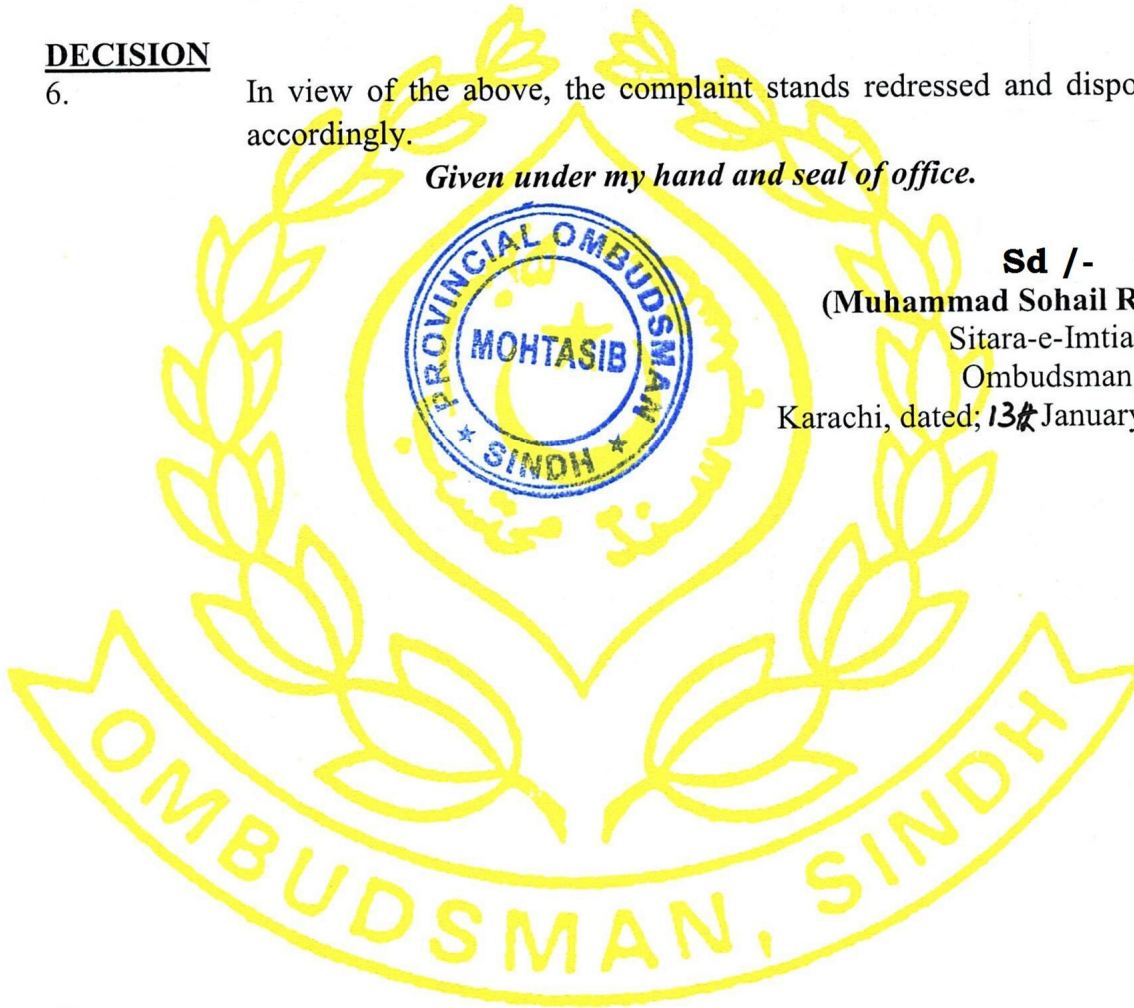 DECISION
6. In view of the above, the complaint stands redressed and dispo
accordingly.
Given under my hand and seal of office.
PROVINCIAL OMBUDSMAN
MOHTASIB
★ SINDH ★
Sd /-
(Muhammad Sohail R
Sitara-e-Imtia
Ombudsman
Karachi, dated; 13th January
OMBUDSMAN, SINDH